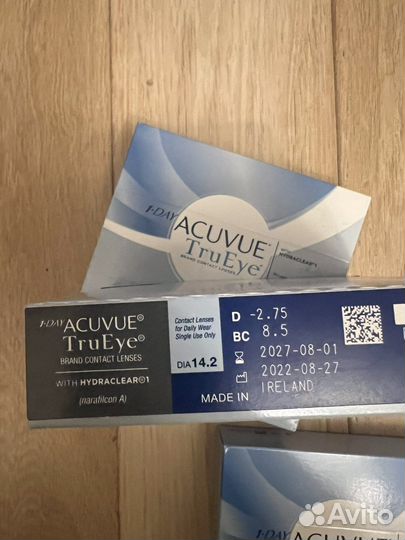 1-DAY ACUVUE®
TruEye®
BRAND CONTACT LENSES
WITH HYDRACLEAR®1
1-DAY ACUVUE®
TruEye®
BRAND CONTACT LENSES
WITH HYDRACLEAR®1
(narafilcon A)
Contact Lenses
for Daily Wear
Single Use Only
DIA 14.2
D -2.75
BC 8.5
2027-08-01
2022-08-27
MADE IN IRELAND
1-DAY ACUVUE
Avito